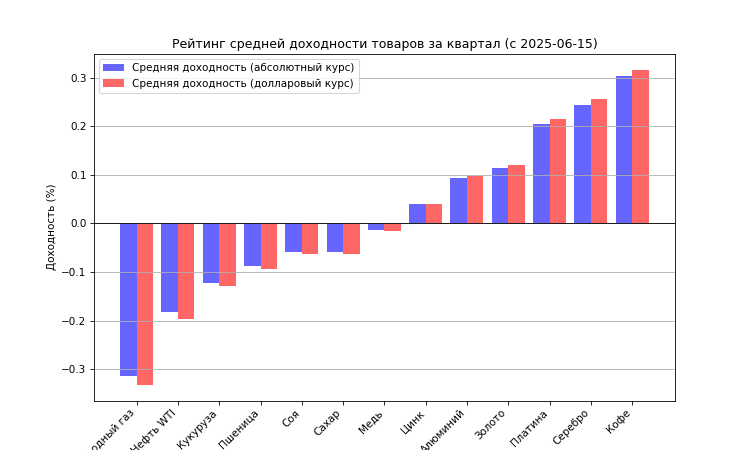 Рейтинг средней доходности товаров за квартал (с 2025-06-15)
Средняя доходность (абсолютный курс)
Средняя доходность (долларовый курс)
Доходность (%)
0.3
0.2
0.1
0.0
−0.1
−0.2
−0.3
одный газ
Нефть WTI
Кукуруза
Пшеница
Соя
Сахар
Медь
Цинк
Алюминий
Золото
Платина
Серебро
Кофе